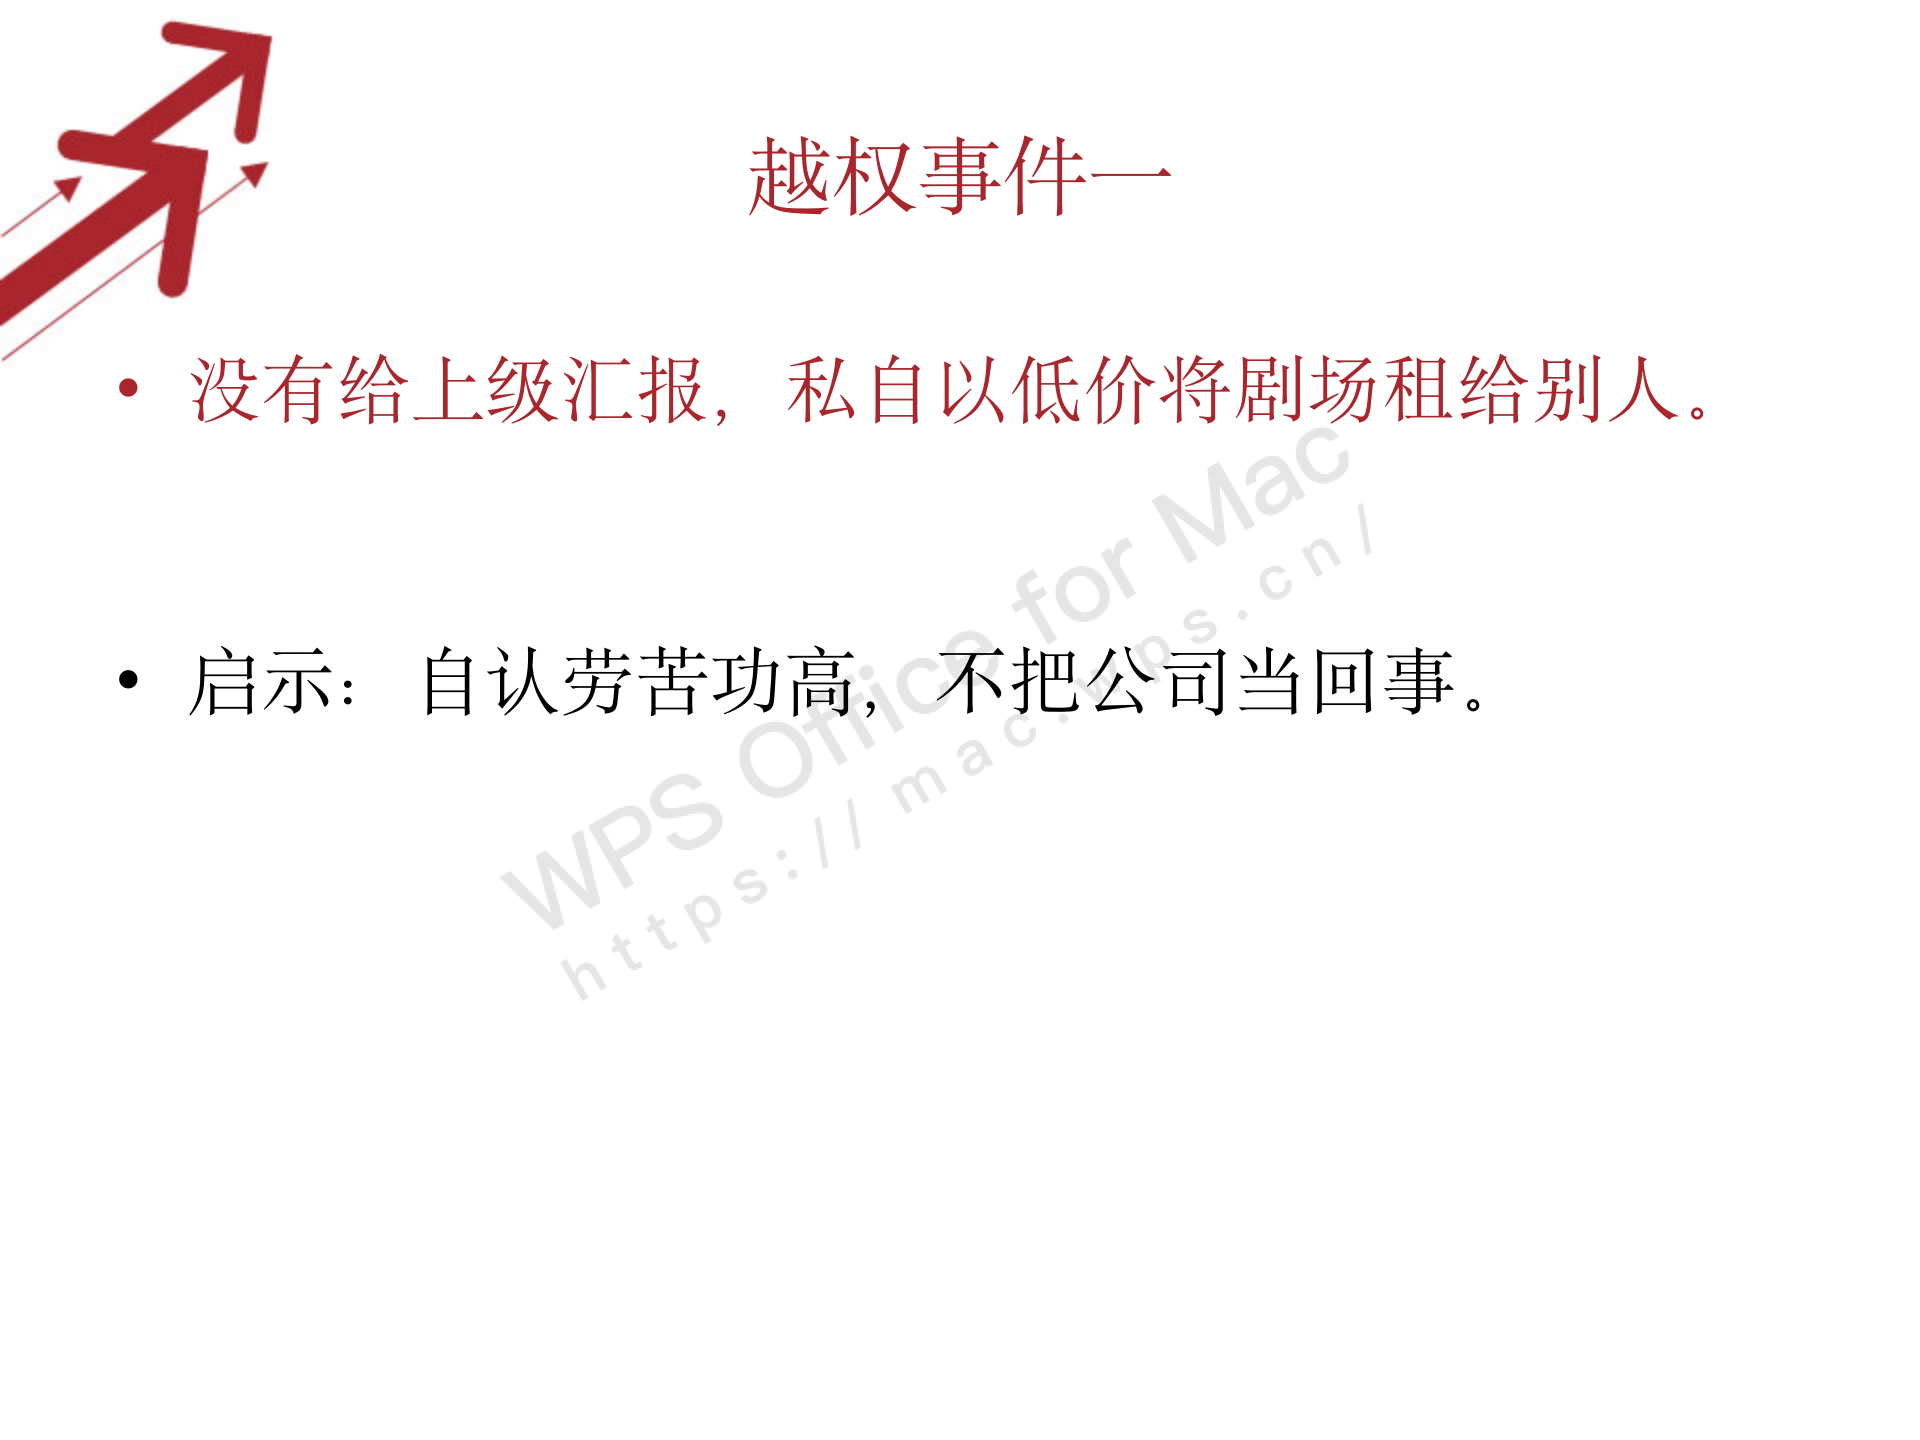 越权事件一
• 没有给上级汇报，私自以低价将剧场租给别人。
• 启示：自认劳苦功高，不把公司当回事。
WPS Office for Mac
https://mac.wps.cn/